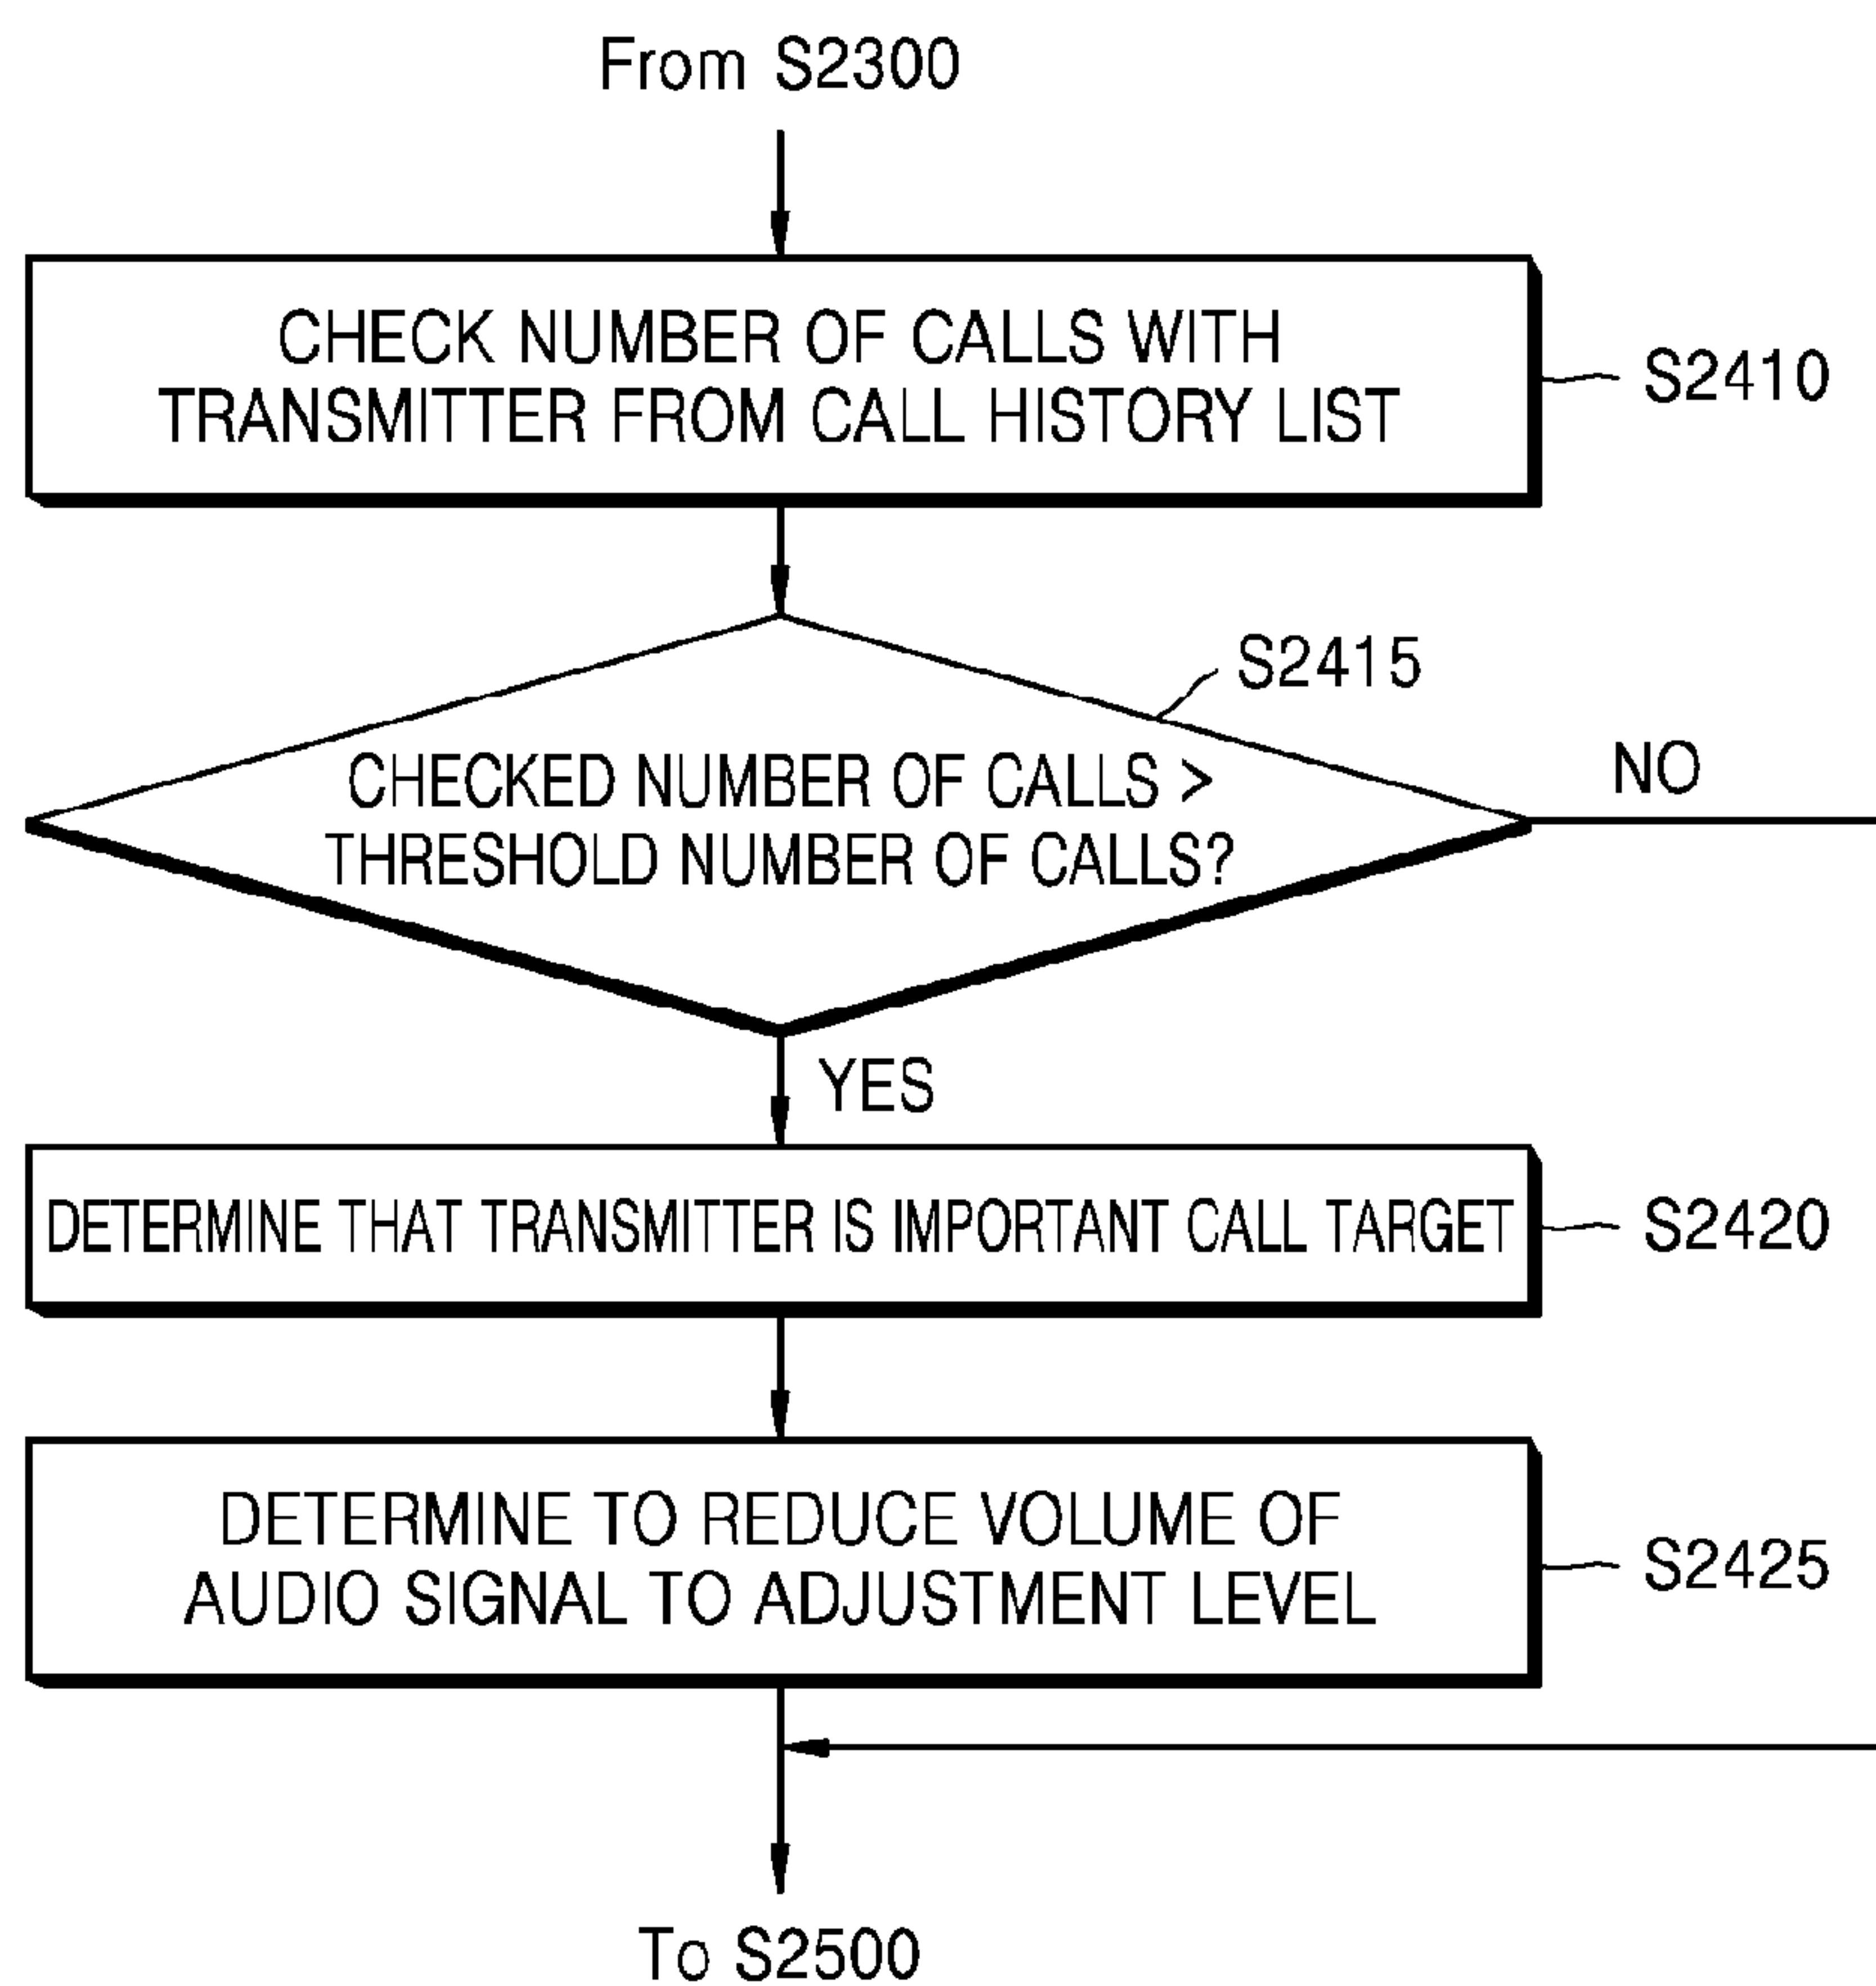 From S2300
CHECK NUMBER OF CALLS WITH
TRANSMITTER FROM CALL HISTORY LIST
S2410
S2415
CHECKED NUMBER OF CALLS >
THRESHOLD NUMBER OF CALLS?
NO
YES
DETERMINE THAT TRANSMITTER IS IMPORTANT CALL TARGET
S2420
DETERMINE TO REDUCE VOLUME OF
AUDIO SIGNAL TO ADJUSTMENT LEVEL
S2425
To S2500